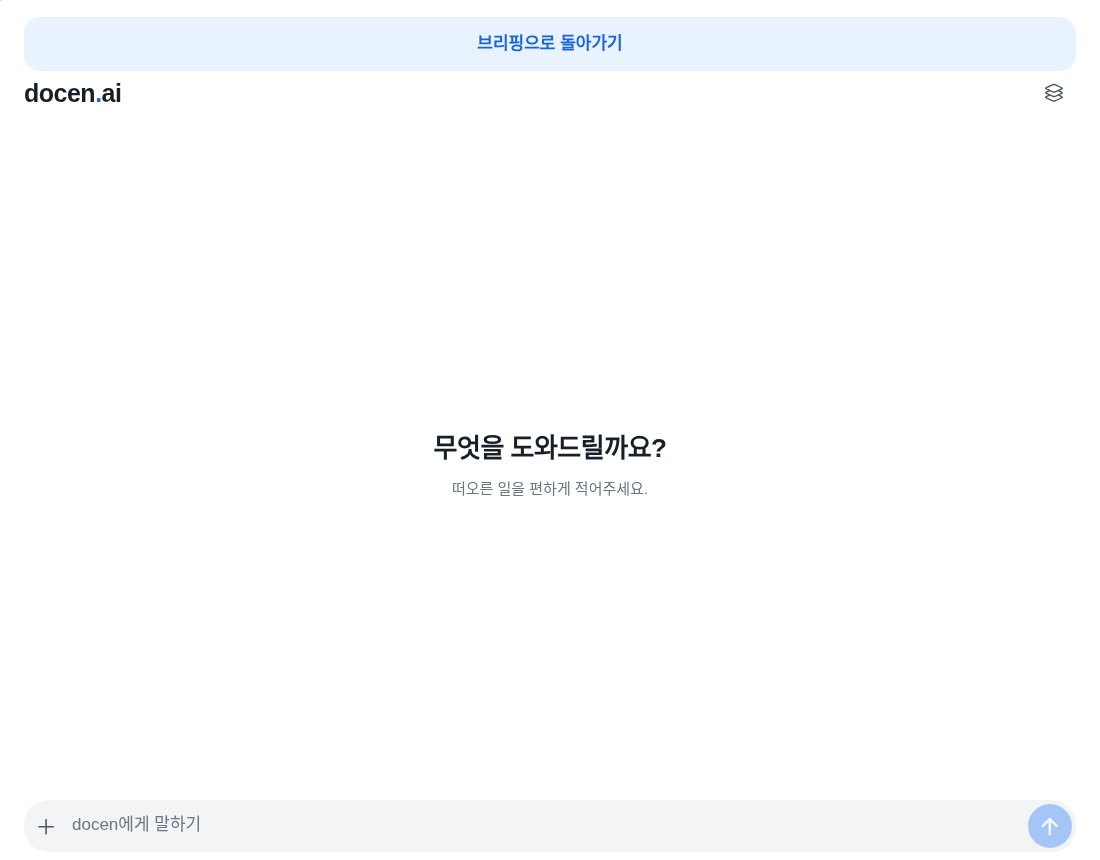 브리핑으로 돌아가기
docen.ai
무엇을 도와드릴까요?
떠오른 일을 편하게 적어주세요.
docen에게 말하기